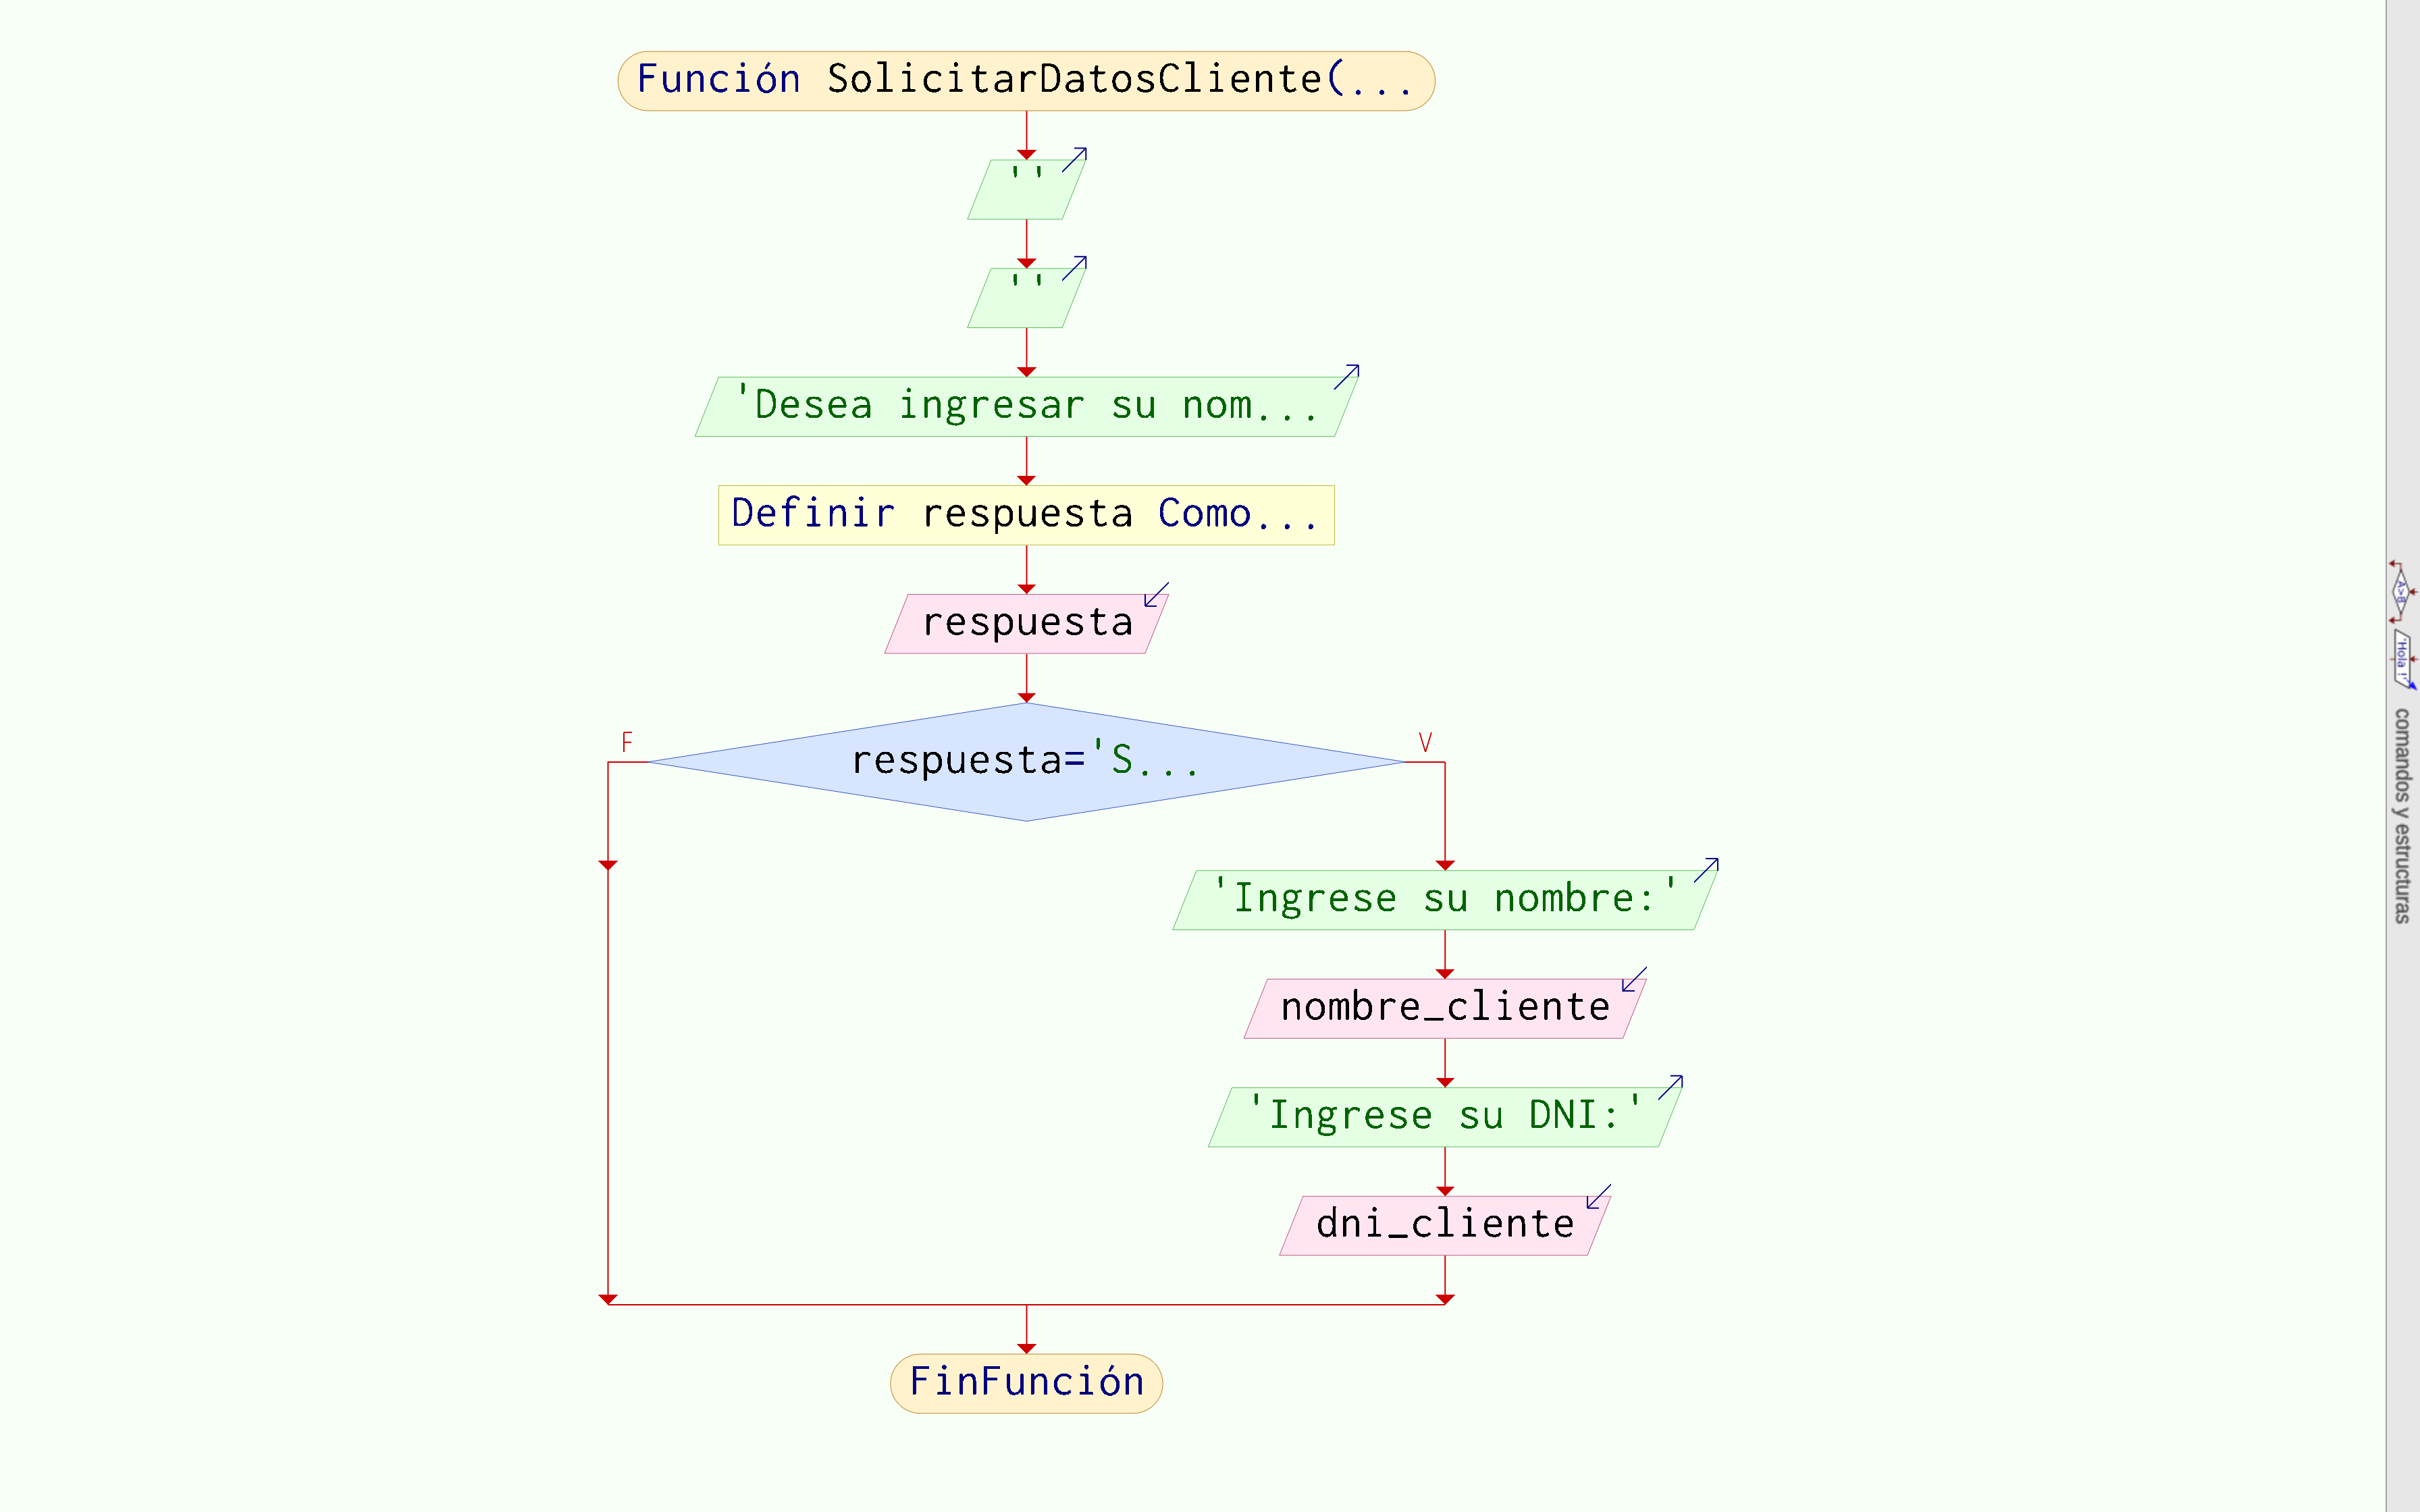 Función SolicitarDatosCliente(...
''
''
'Desea ingresar su nom...
Definir respuesta Como...
respuesta
respuesta='S...
F
V
'Ingrese su nombre:'
nombre_cliente
'Ingrese su DNI:'
dni_cliente
FinFunción
A>B
'Hola !'
comandos y estructuras